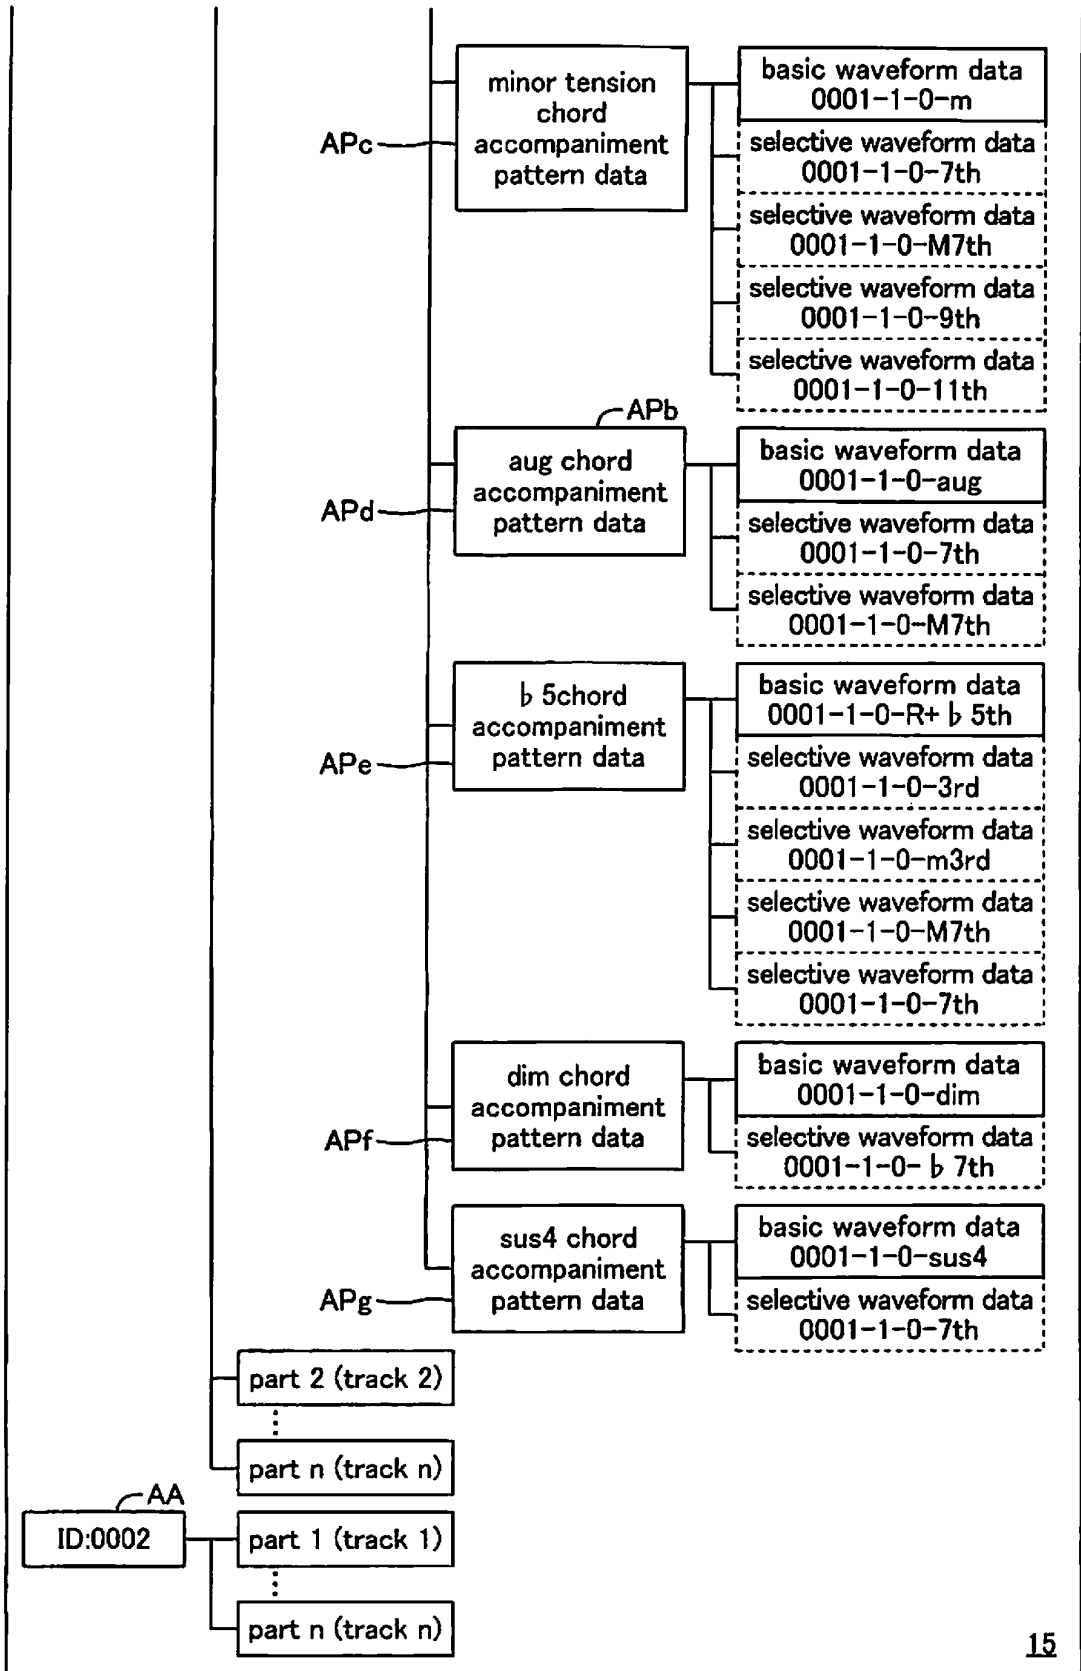 APc
minor tension
chord
accompaniment
pattern data
basic waveform data
0001-1-0-m
selective waveform data
0001-1-0-7th
selective waveform data
0001-1-0-M7th
selective waveform data
0001-1-0-9th
selective waveform data
0001-1-0-11th
APb
APd
aug chord
accompaniment
pattern data
basic waveform data
0001-1-0-aug
selective waveform data
0001-1-0-7th
selective waveform data
0001-1-0-M7th
APe
♭ 5chord
accompaniment
pattern data
basic waveform data
0001-1-0-R+ ♭ 5th
selective waveform data
0001-1-0-3rd
selective waveform data
0001-1-0-m3rd
selective waveform data
0001-1-0-M7th
selective waveform data
0001-1-0-7th
APf
dim chord
accompaniment
pattern data
basic waveform data
0001-1-0-dim
selective waveform data
0001-1-0- ♭ 7th
APg
sus4 chord
accompaniment
pattern data
basic waveform data
0001-1-0-sus4
selective waveform data
0001-1-0-7th
part 2 (track 2)
part n (track n)
AA
ID:0002
part 1 (track 1)
part n (track n)
15